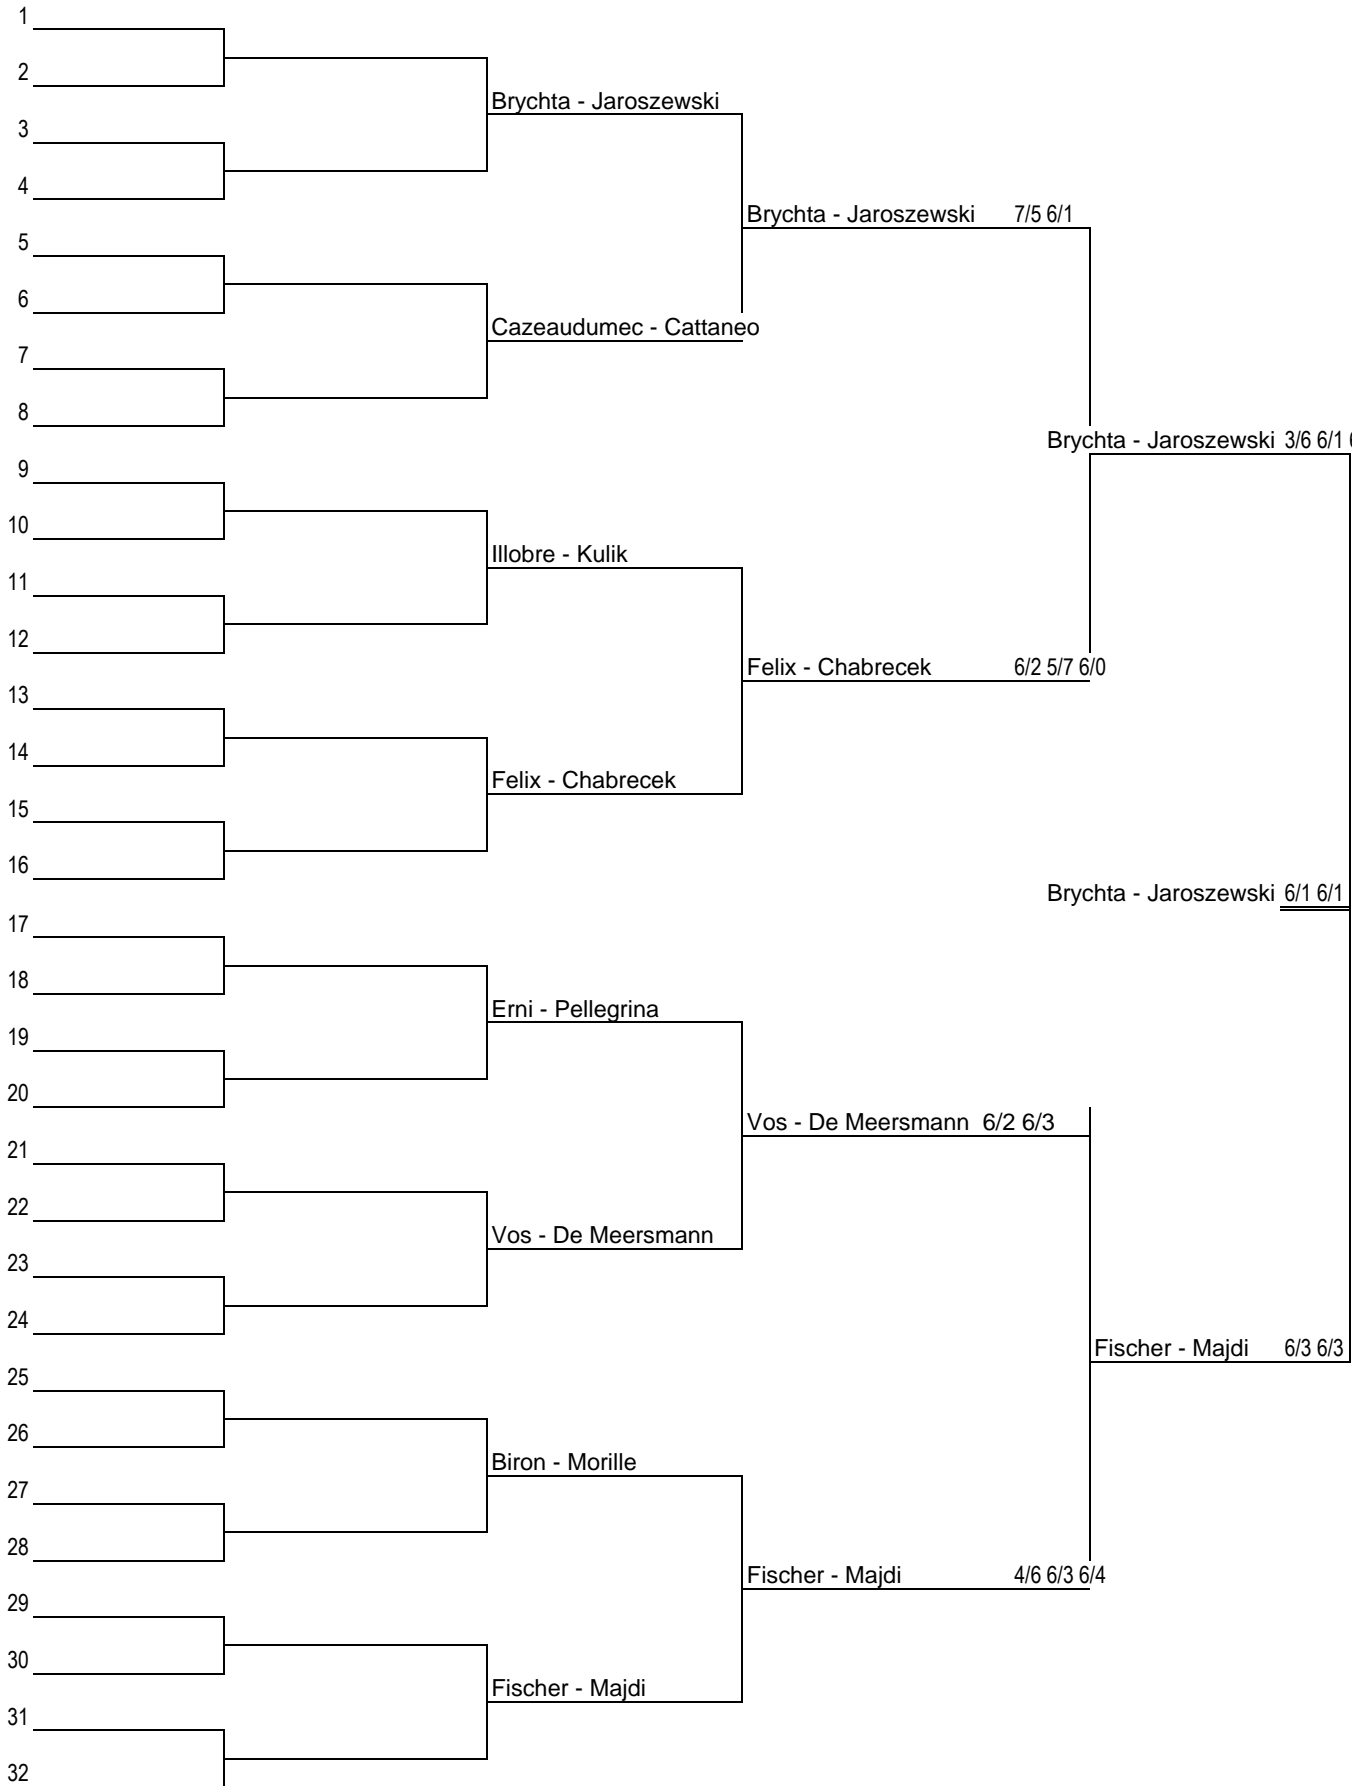 1
2
Brychta - Jaroszewski
3
4
Brychta - Jaroszewski 7/5 6/1
5
6
Cazeaudumec - Cattaneo
7
8
Brychta - Jaroszewski 3/6 6/1
9
10
Illobre - Kulik
11
12
Felix - Chabrecek 6/2 5/7 6/0
13
14
Felix - Chabrecek
15
16
Brychta - Jaroszewski 6/1 6/1
17
18
Erni - Pellegrina
19
20
Vos - De Meersmann 6/2 6/3
21
22
Vos - De Meersmann
23
24
Fischer - Majdi 6/3 6/3
25
26
Biron - Morille
27
28
Fischer - Majdi 4/6 6/3 6/4
29
30
Fischer - Majdi
31
32